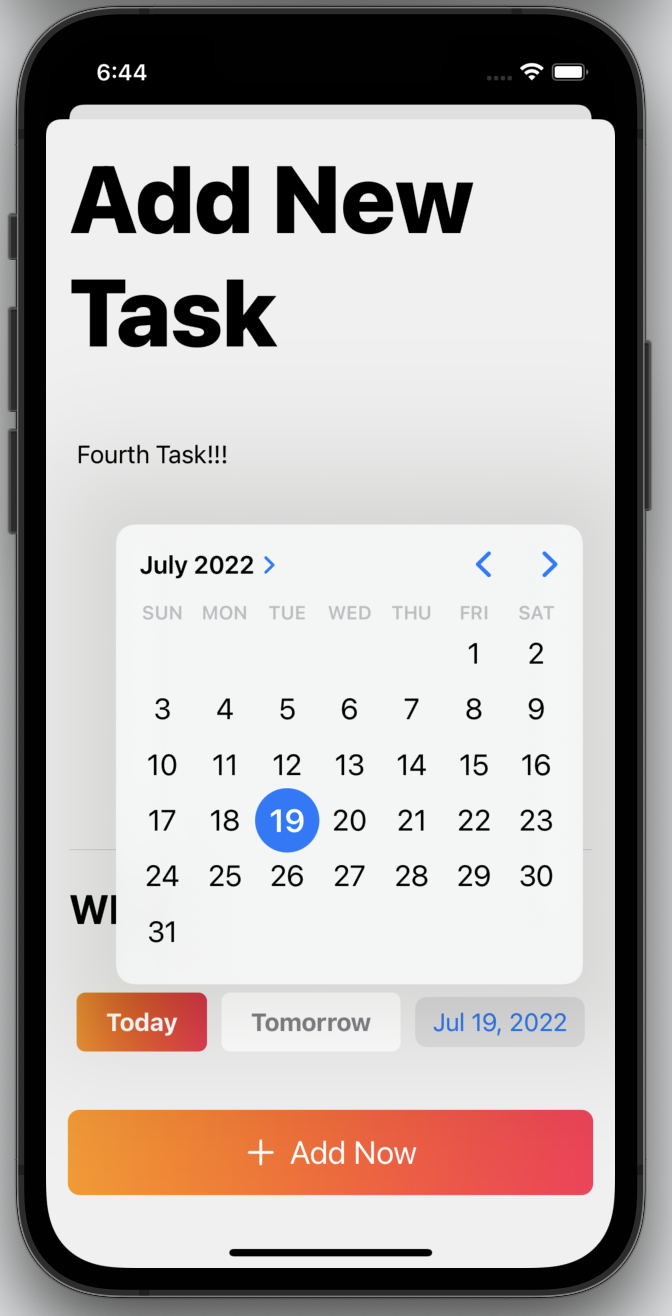 6:44
Add New
Task
Fourth Task!!!
July 2022
SUN MON TUE WED THU FRI SAT
1 2
3 4 5 6 7 8 9
10 11 12 13 14 15 16
17 18 19 20 21 22 23
24 25 26 27 28 29 30
31
Today Tomorrow Jul 19, 2022
+ Add Now